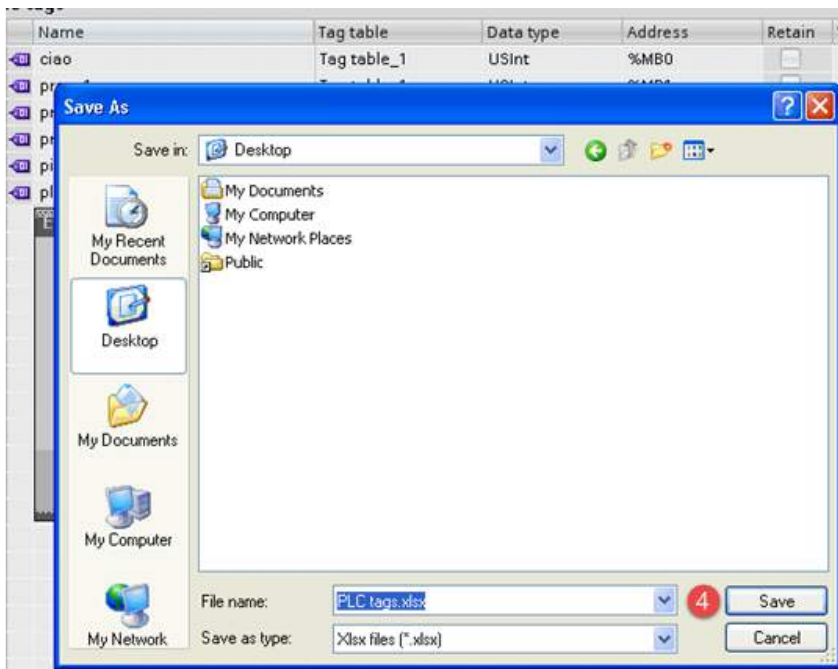 Name Tag table Data type Address Retain
ciao Tag table_1 USInt %MB0
Save As
Save in: Desktop
My Documents
My Computer
My Network Places
Public
My Recent
Documents
Desktop
My Documents
My Computer
My Network
File name: PLC tags.xlsx 4 Save
Save as type: Xlsx files (*.xlsx) Cancel